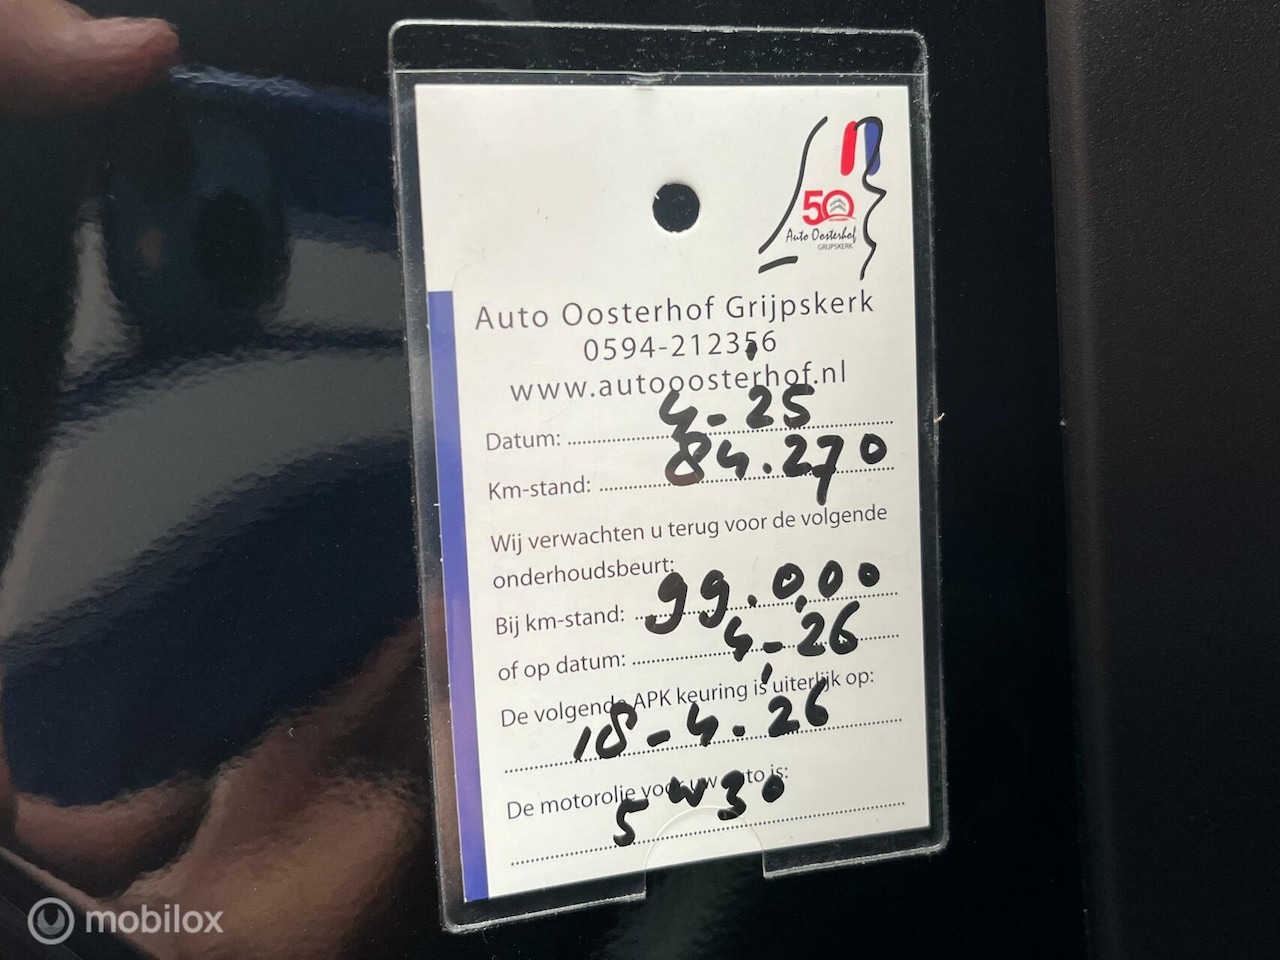 50
Auto Oosterhof
GRIJPSKERK
Auto Oosterhof Grijpskerk
0594-212356
www.autooosterhof.nl
Datum: 4-25
Km-stand: 84.270
Wij verwachten u terug voor de volgende
onderhoudsbeurt:
Bij km-stand: 99.000
of op datum: 4-26
De volgende APK keuring is uiterlijk op:
18-4.26
De motorolie voor uw auto is:
5w30
mobilox